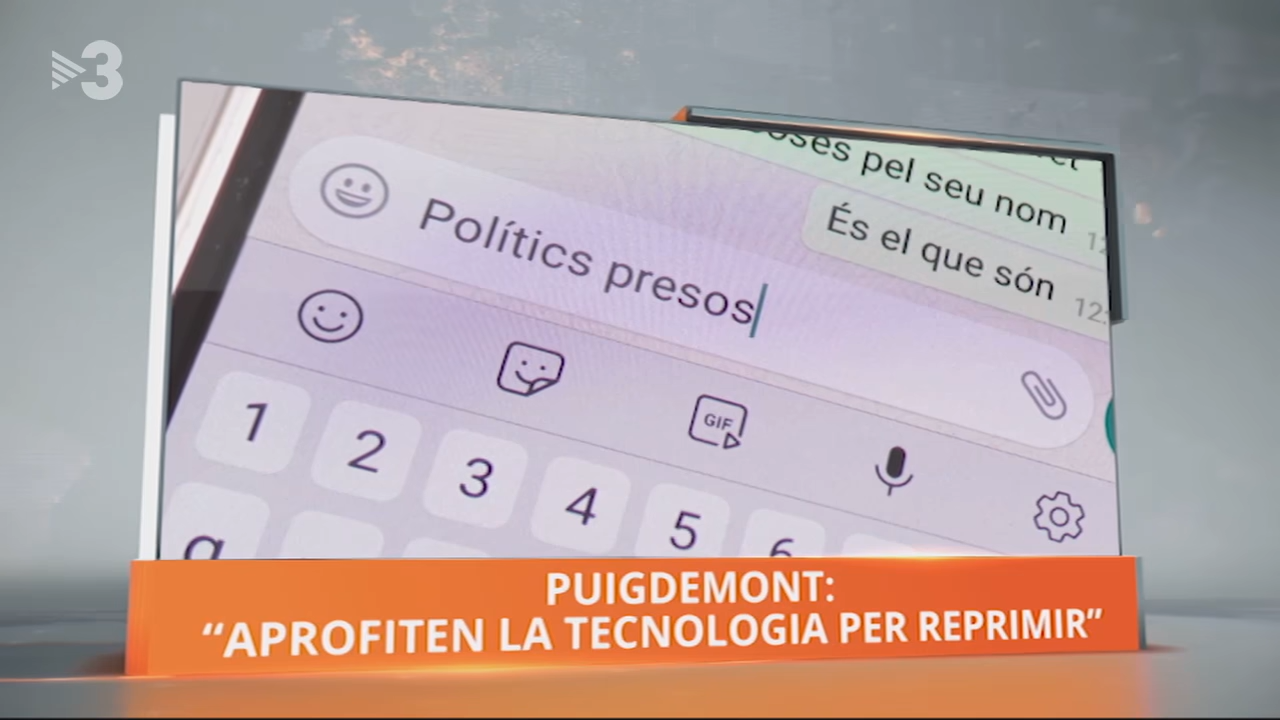 3
oses pel seu nom
És el que són
Polítics presos
GIF
1 2 3 4 5 6
q
PUIGDEMONT:
“APROFITEN LA TECNOLOGIA PER REPRIMIR”